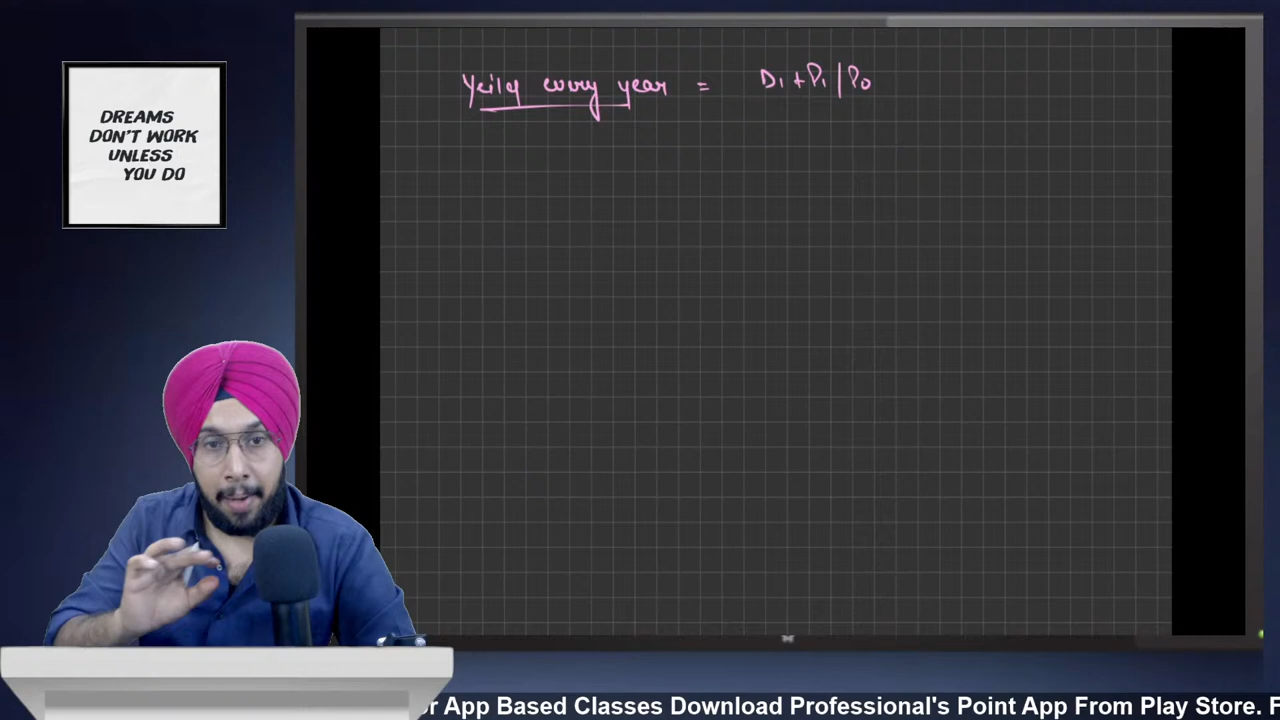 DREAMS
DON'T WORK
UNLESS
YOU DO
every year = D₁ + P₁ | P₀
r App Based Classes Download Professional's Point App From Play Store. F